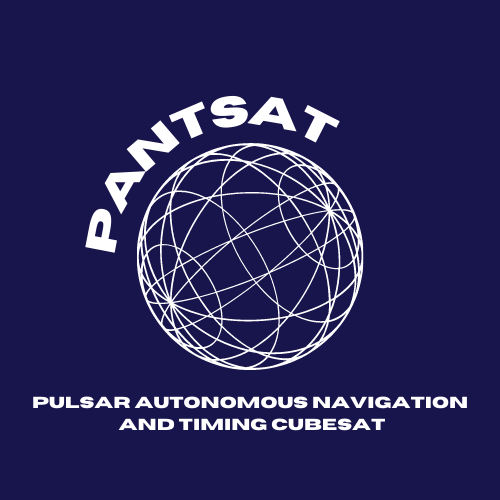 PANTSAT
PULSAR AUTONOMOUS NAVIGATION
AND TIMING CUBESAT